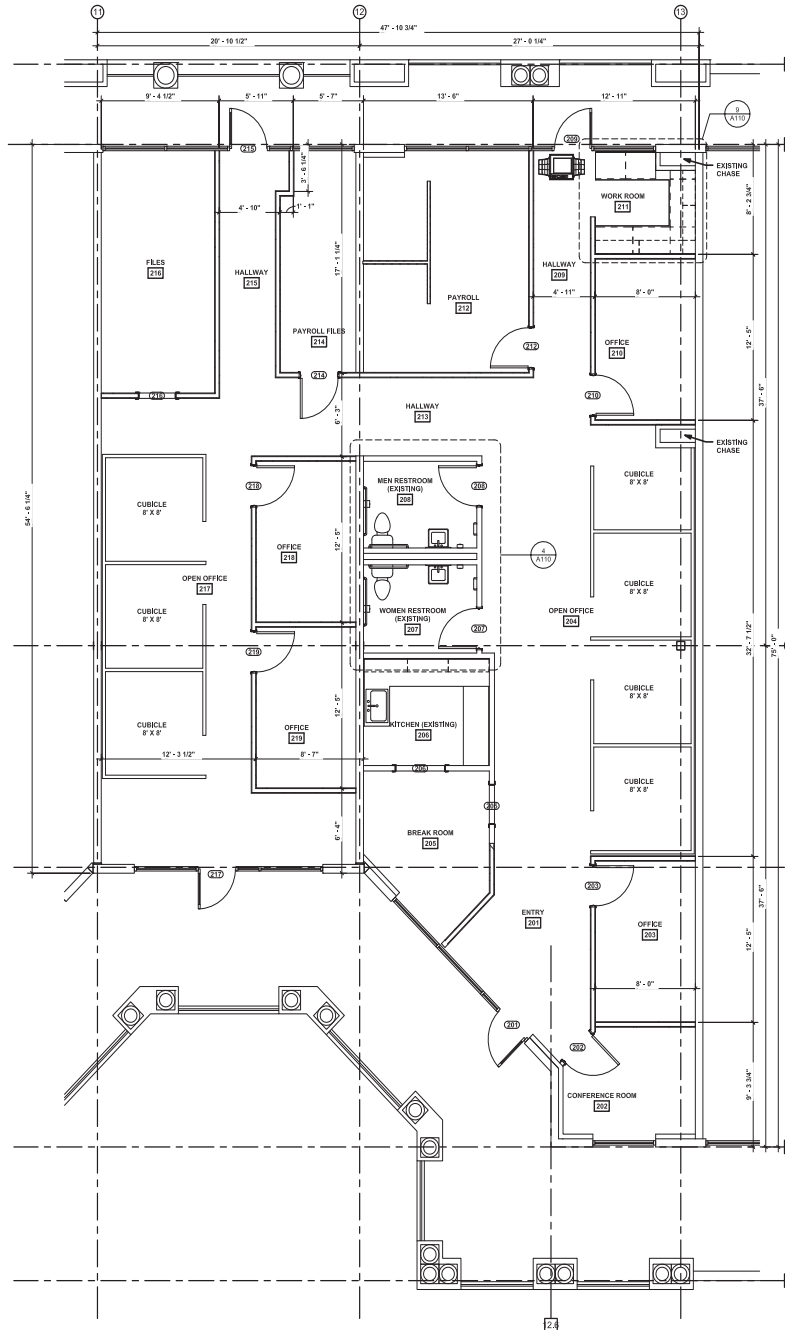 11
12
13
47' - 10 3/4"
20' - 10 1/2"
27' - 0 1/4"
9' - 4 1/2"
5' - 11"
5' - 7"
13' - 6"
12' - 11"
9
A110
215
209
EXISTING
CHASE
3' - 6 1/4"
8' - 2 3/4"
WORK ROOM
211
4' - 10"
1' - 1"
FILES
216
HALLWAY
215
17' - 1 1/4"
HALLWAY
209
PAYROLL
212
4' - 11"
8' - 0"
PAYROLL FILES
214
212
OFFICE
210
12' - 5"
214
210
37' - 6"
216
HALLWAY
213
6' - 3"
EXISTING
CHASE
CUBICLE
8' X 8'
218
MEN RESTROOM
(EXISTING)
208
208
CUBICLE
8' X 8'
54' - 6 1/4"
OFFICE
218
12' - 5"
4
A110
OPEN OFFICE
217
CUBICLE
8' X 8'
CUBICLE
8' X 8'
WOMEN RESTROOM
(EXISTING)
207
207
OPEN OFFICE
204
32' - 7 1/2"
75' - 0"
219
CUBICLE
8' X 8'
CUBICLE
8' X 8'
OFFICE
219
12' - 5"
KITCHEN (EXISTING)
206
12' - 3 1/2"
8' - 7"
206
CUBICLE
8' X 8'
205
BREAK ROOM
205
6' - 4"
217
203
ENTRY
201
OFFICE
203
12' - 5"
37' - 6"
8' - 0"
201
202
CONFERENCE ROOM
202
9' - 3 3/4"
12.6